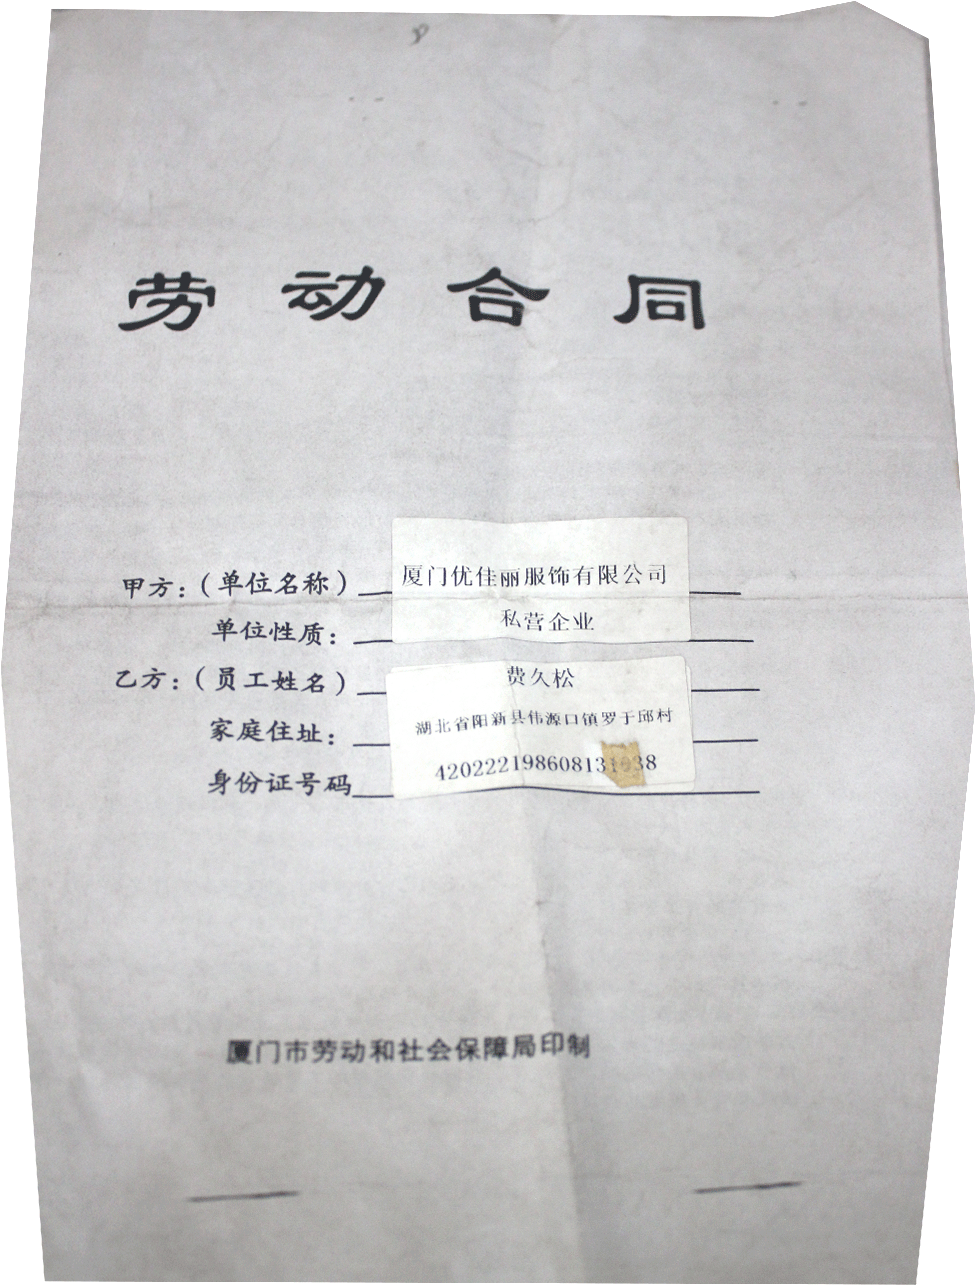 劳动合同
甲方：（单位名称） 厦门优佳丽服饰有限公司
单位性质： 私营企业
乙方：（员工姓名） 费久松
家庭住址： 湖北省阳新县伟源口镇罗于邱村
身份证号码 420222198608131038
厦门市劳动和社会保障局印制